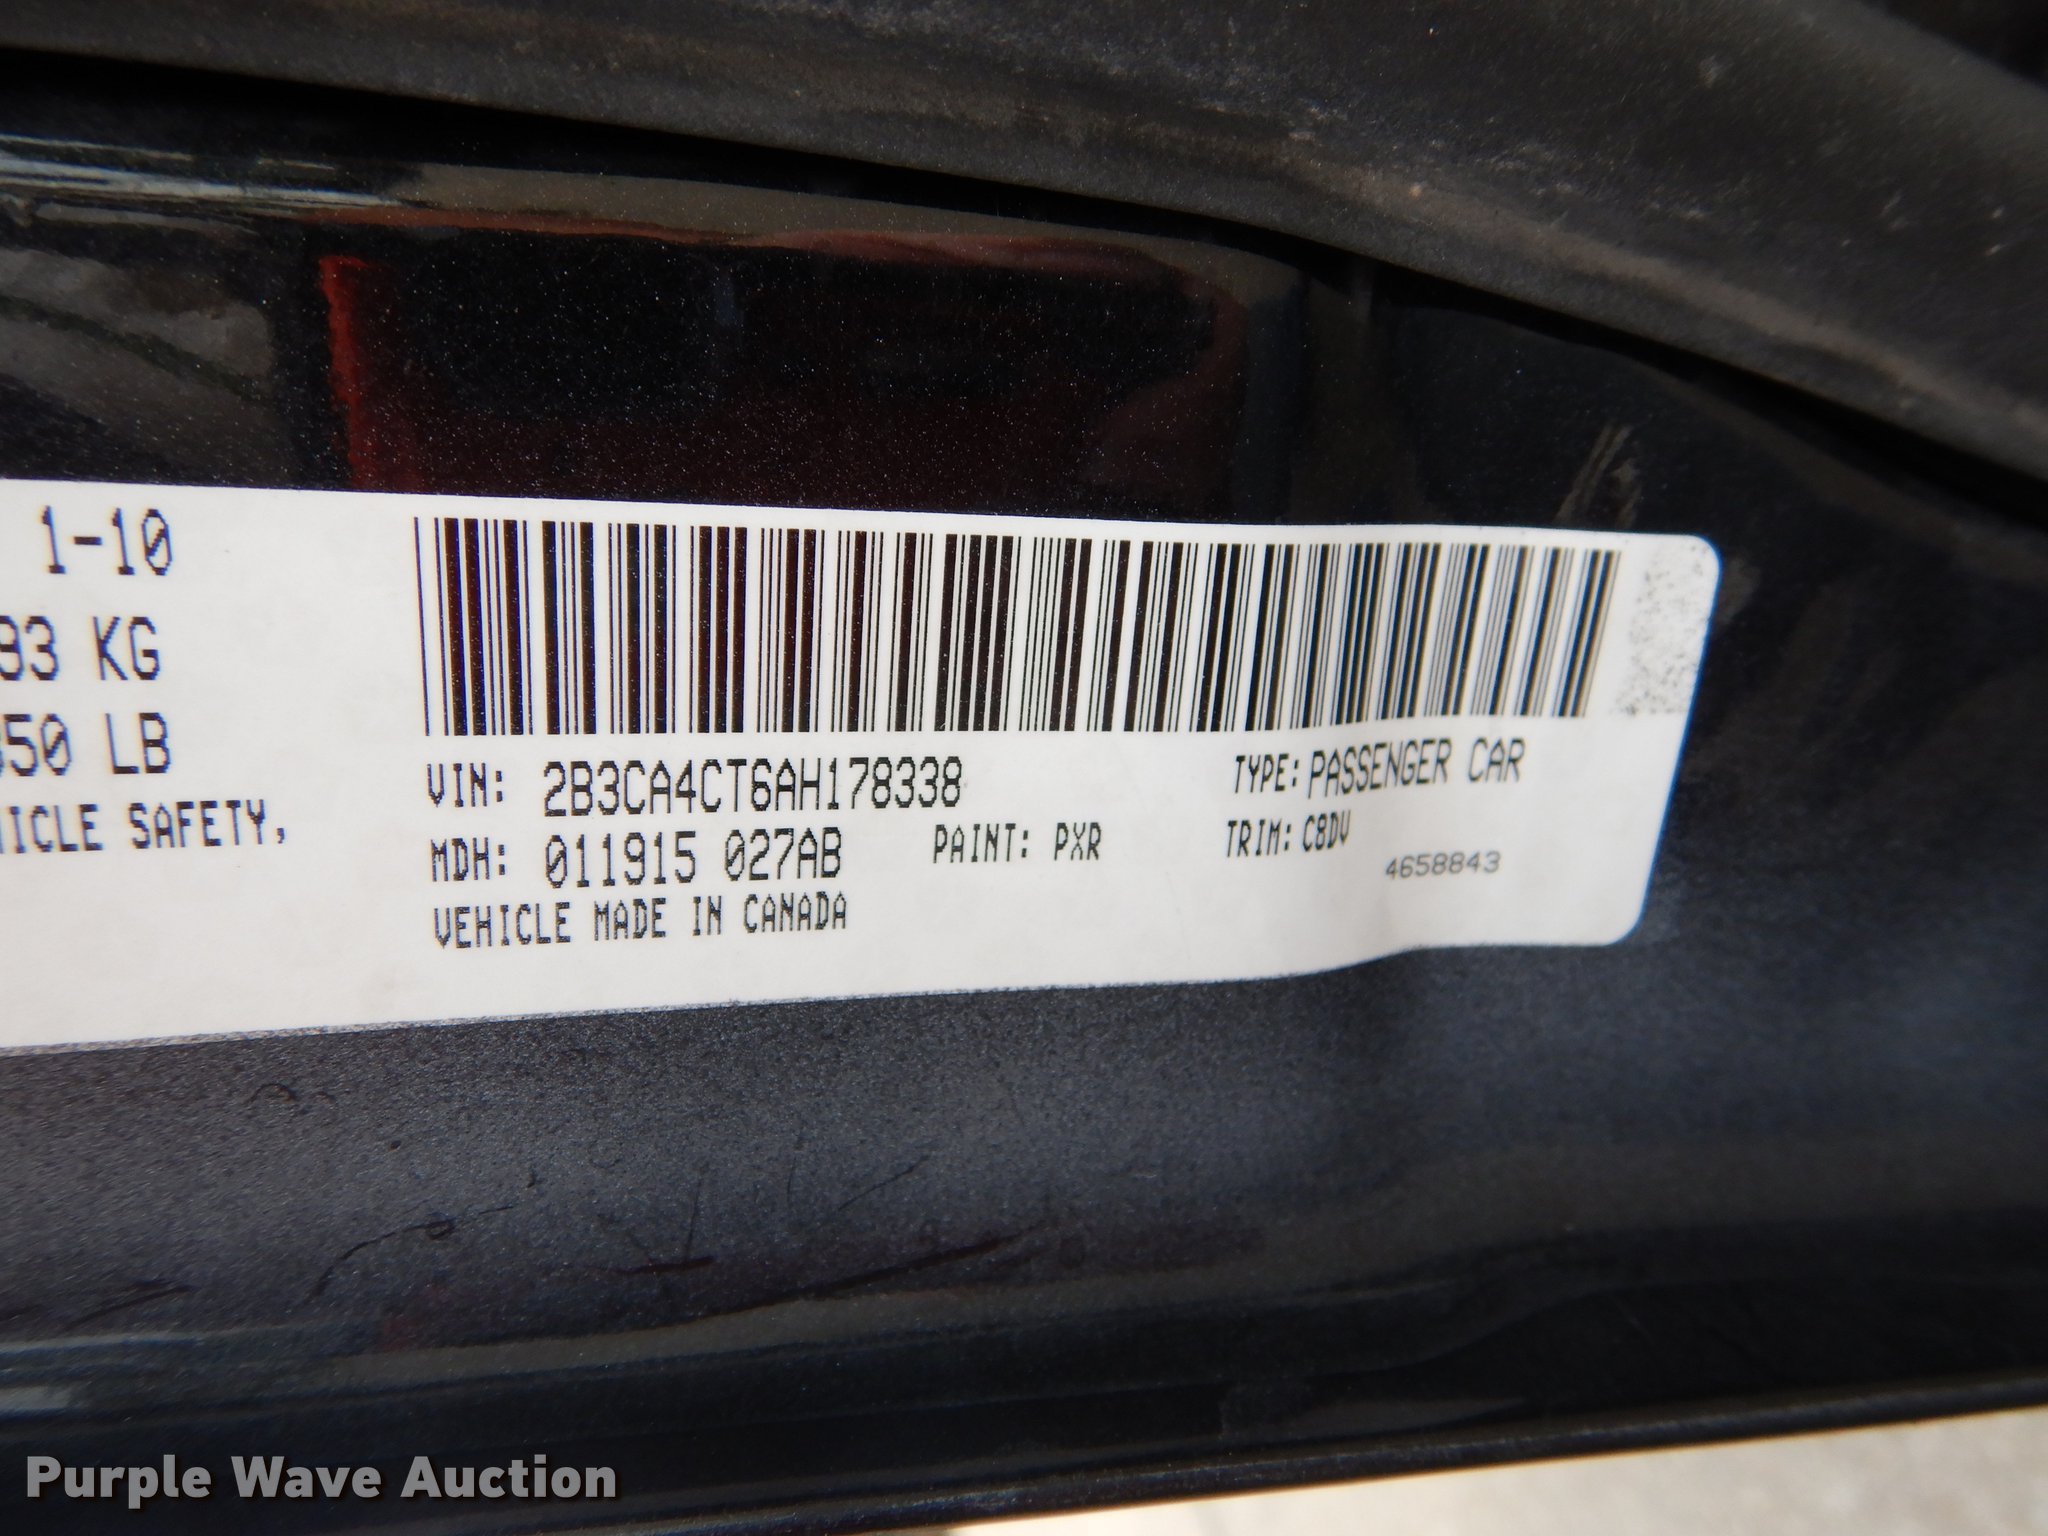 1-10
93 KG
350 LB
HICLE SAFETY,
VIN: 2B3CA4CT6AH178338
TYPE: PASSENGER CAR
MDH: 011915 027AB
PAINT: PXR
TRIM: C8DV
4658843
VEHICLE MADE IN CANADA
Purple Wave Auction